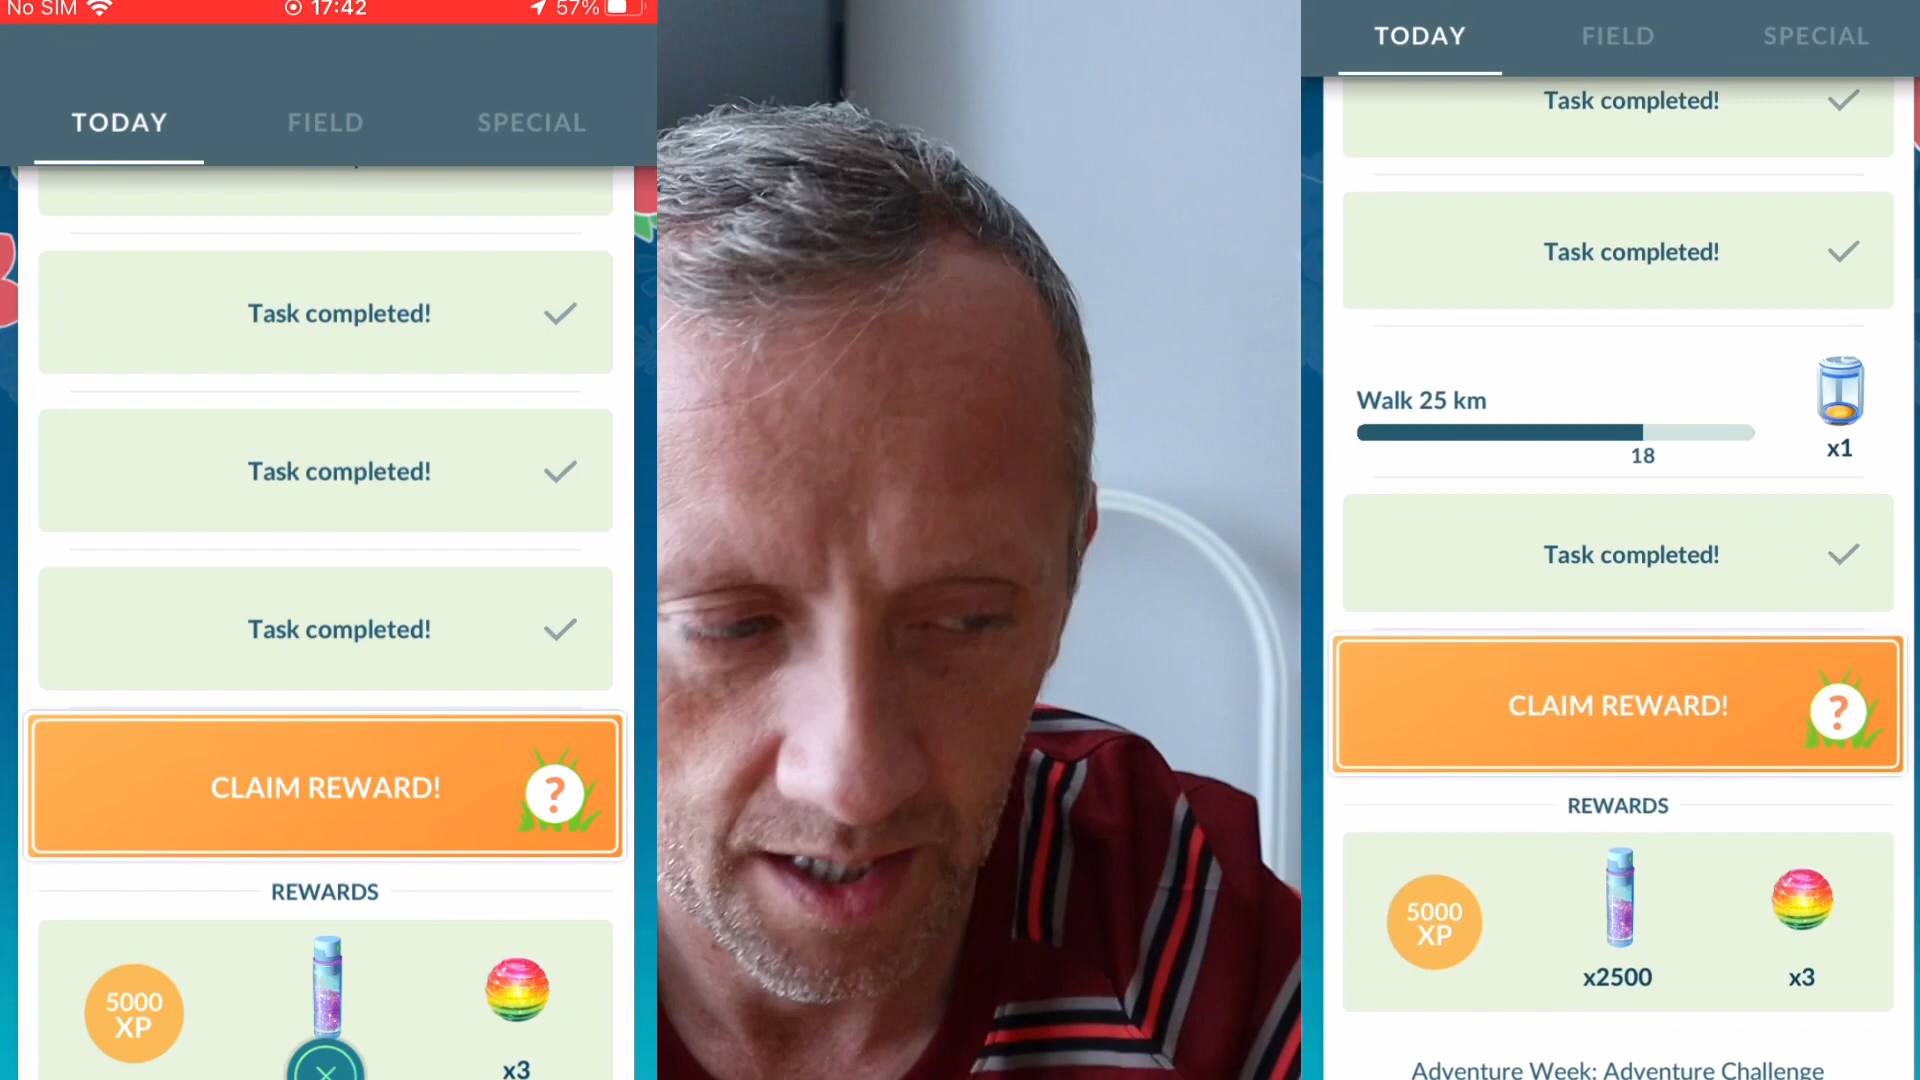 No SIM 17:42 57%
TODAY FIELD SPECIAL
Task completed!
Task completed!
Task completed!
CLAIM REWARD!
?
REWARDS
5000
XP
x3
TODAY FIELD SPECIAL
Task completed!
Task completed!
Walk 25 km
18
x1
Task completed!
CLAIM REWARD!
?
REWARDS
5000
XP
x2500
x3
Adventure Week: Adventure Challenge